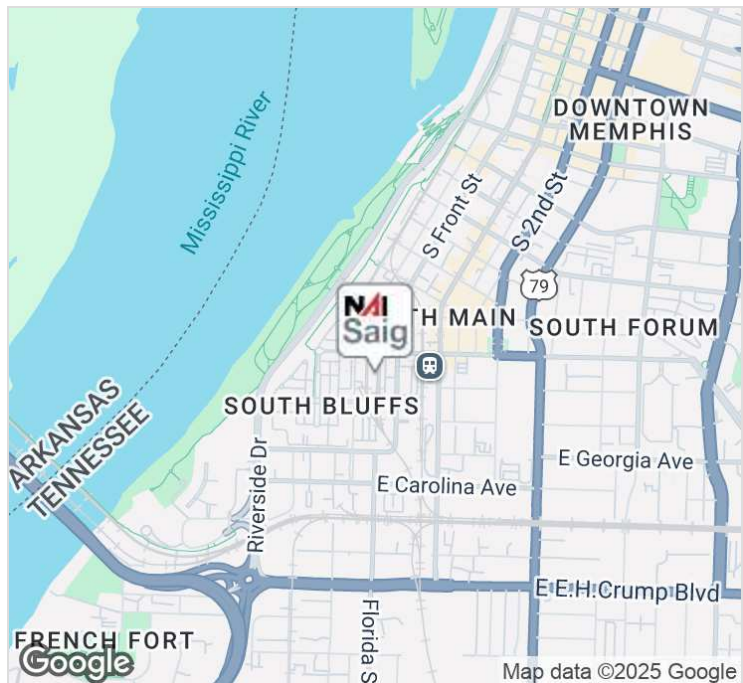 DOWNTOWN
MEMPHIS
Mississippi River
S Front St
S 2nd St
79
NAI
Saig
TH MAIN
SOUTH FORUM
SOUTH BLUFFS
ARKANSAS
TENNESSEE
Riverside Dr
E Georgia Ave
E Carolina Ave
E E.H. Crump Blvd
Florida S
FRENCH FORT
Google
Map data ©2025 Google